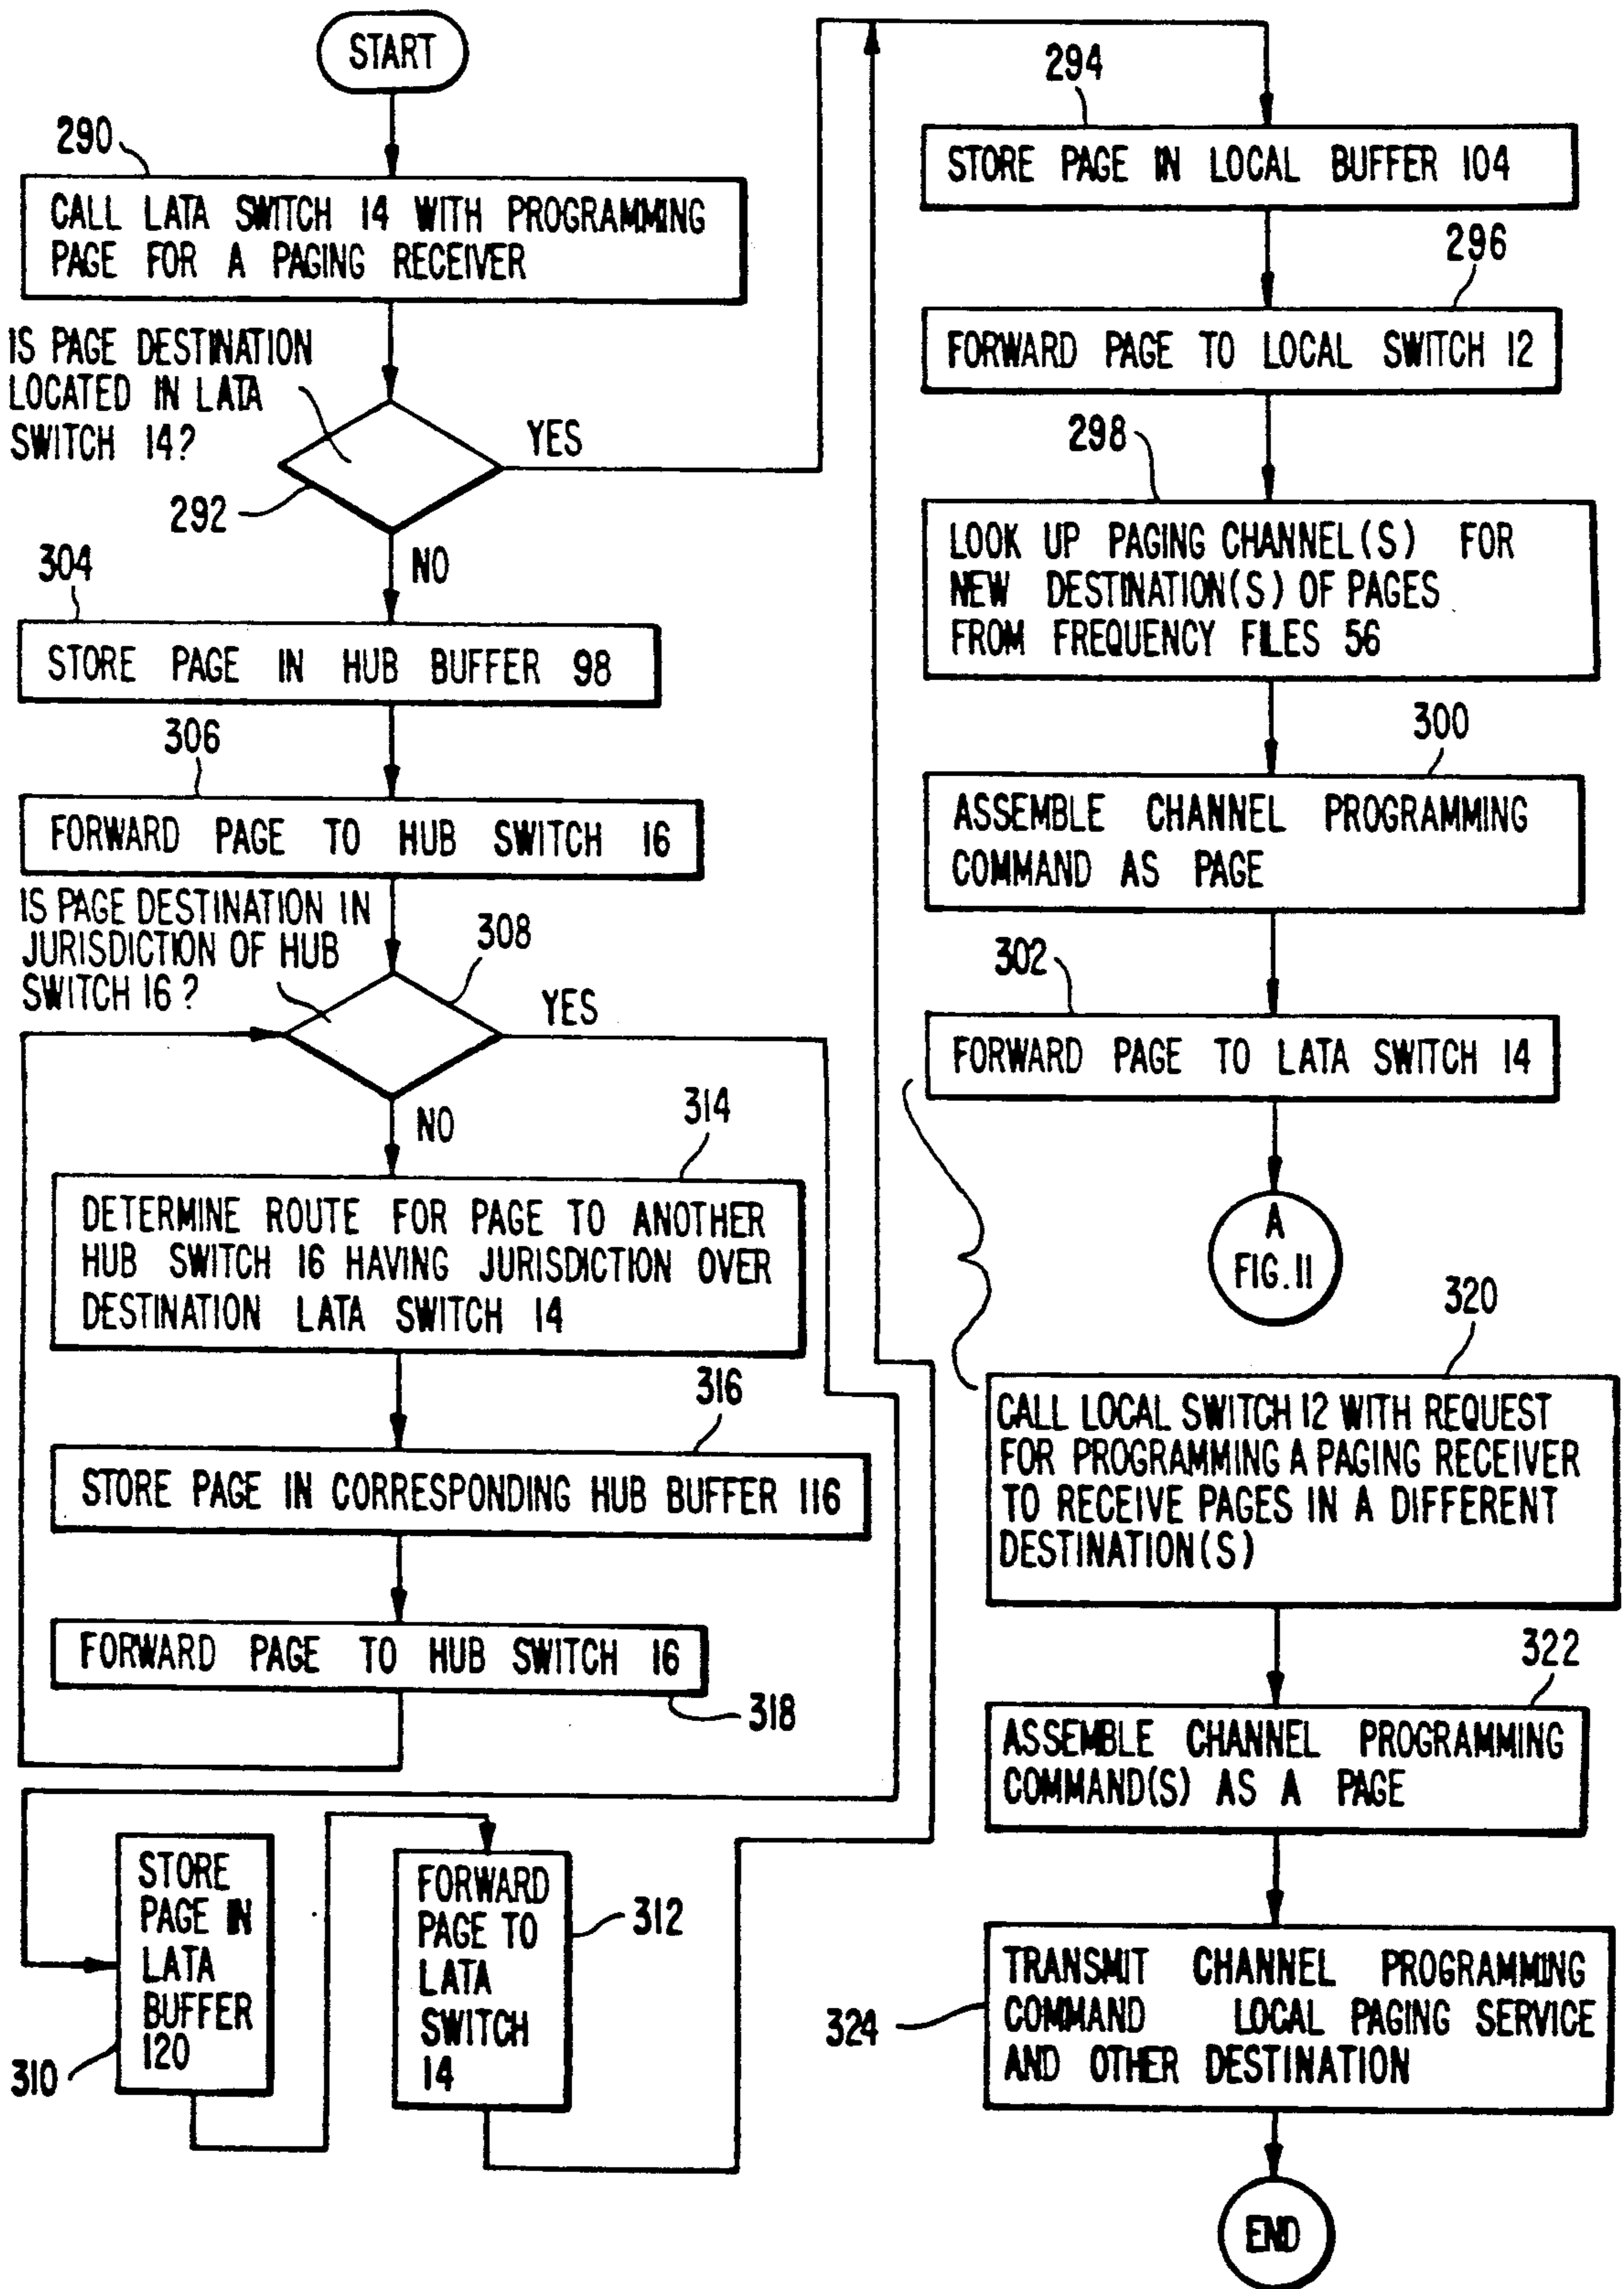 START
290
CALL LATA SWITCH 14 WITH PROGRAMMING
PAGE FOR A PAGING RECEIVER
IS PAGE DESTINATION
LOCATED IN LATA
SWITCH 14?
YES
292
NO
304
STORE PAGE IN HUB BUFFER 98
306
FORWARD PAGE TO HUB SWITCH 16
IS PAGE DESTINATION IN
JURISDICTION OF HUB
SWITCH 16?
308
YES
NO
314
DETERMINE ROUTE FOR PAGE TO ANOTHER
HUB SWITCH 16 HAVING JURISDICTION OVER
DESTINATION LATA SWITCH 14
316
STORE PAGE IN CORRESPONDING HUB BUFFER 116
FORWARD PAGE TO HUB SWITCH 16
318
STORE
PAGE IN
LATA
BUFFER
120
310
FORWARD
PAGE TO
LATA
SWITCH
14
312
294
STORE PAGE IN LOCAL BUFFER 104
296
FORWARD PAGE TO LOCAL SWITCH 12
298
LOOK UP PAGING CHANNEL(S) FOR
NEW DESTINATION(S) OF PAGES
FROM FREQUENCY FILES 56
300
ASSEMBLE CHANNEL PROGRAMMING
COMMAND AS PAGE
302
FORWARD PAGE TO LATA SWITCH 14
A
FIG. 11
320
CALL LOCAL SWITCH 12 WITH REQUEST
FOR PROGRAMMING A PAGING RECEIVER
TO RECEIVE PAGES IN A DIFFERENT
DESTINATION(S)
322
ASSEMBLE CHANNEL PROGRAMMING
COMMAND(S) AS A PAGE
TRANSMIT CHANNEL PROGRAMMING
COMMAND LOCAL PAGING SERVICE
AND OTHER DESTINATION
324
END